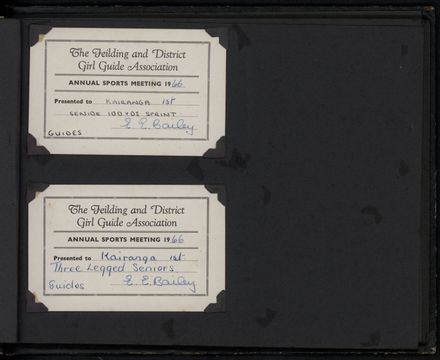 The Feilding and District
Girl Guide Association
ANNUAL SPORTS MEETING 1966
Presented to KAIRANGA 1st
SENIOR 100 YDS SPRINT
E. E. Bailey
GUIDES
The Feilding and District
Girl Guide Association
ANNUAL SPORTS MEETING 1966
Presented to Kairanga 1st
Three Legged Seniors
Guides E. E. Bailey